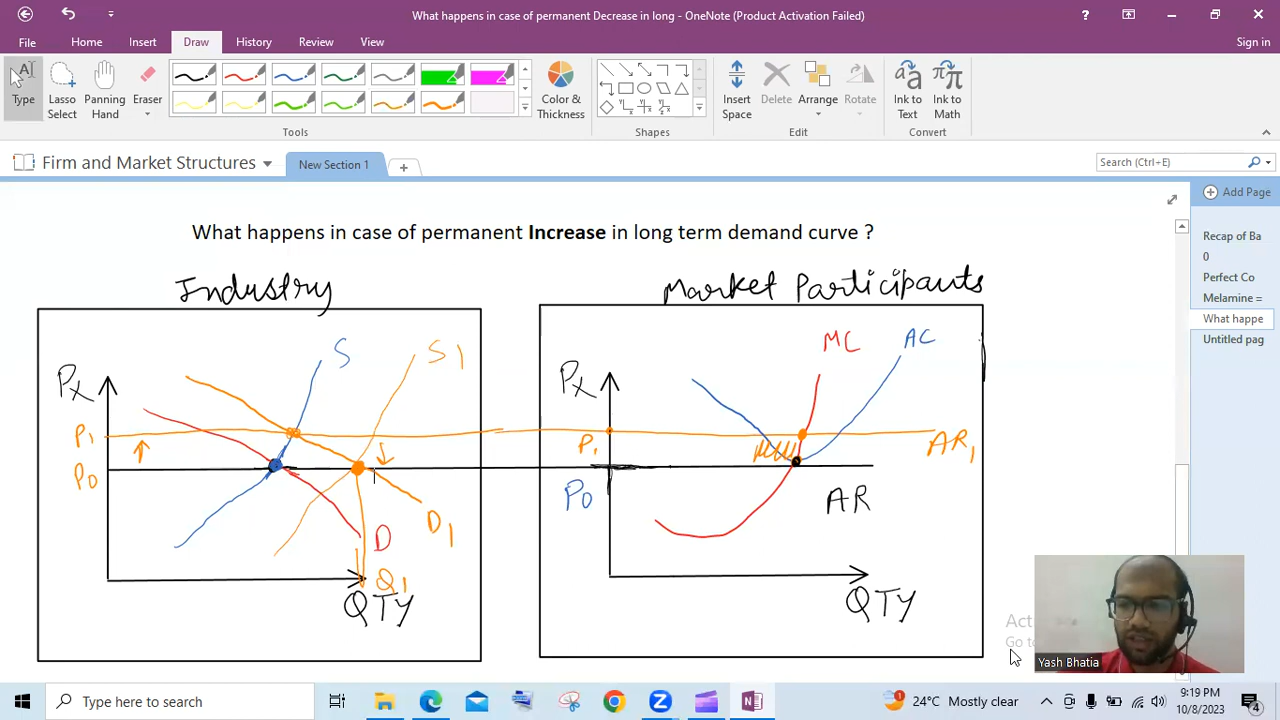 What happens in case of permanent Decrease in long - OneNote (Product Activation Failed)
File Home Insert Draw History Review View Sign in
Type
Lasso Select
Panning Hand
Eraser
Color & Thickness
Insert Space
Delete
Arrange
Rotate
Ink to Text
Ink to Math
Tools Shapes Edit Convert
Firm and Market Structures New Section 1 Search (Ctrl+E)
Add Page
Recap of Ba
0
Perfect Co
Melamine =
What happe
Untitled pag
What happens in case of permanent Increase in long term demand curve ?
Industry
Px
S
S1
P1
P0
D1
D
Q1
QTY
Market Participants
Px
MC
AC
P1
AR1
P0
AR
QTY
Go to
Yash Bhatia
Type here to search
24°C Mostly clear
9:19 PM
10/8/2023
4